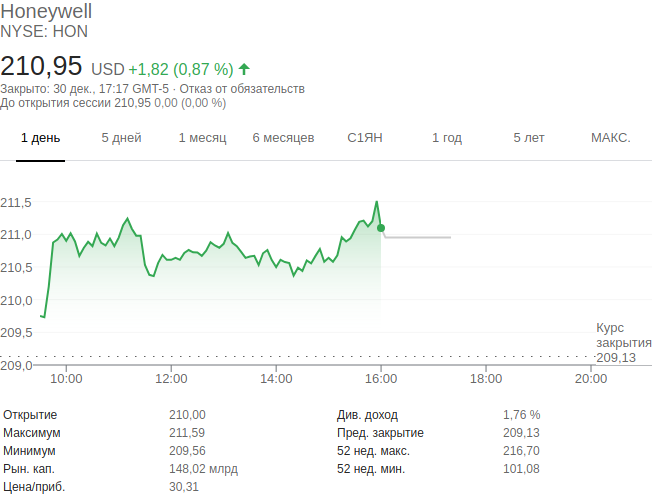 Honeywell
NYSE: HON
210,95 USD +1,82 (0,87 %)
Закрыто: 30 дек., 17:17 GMT-5 · Отказ от обязательств
До открытия сессии 210,95 0,00 (0,00 %)
1 день 5 дней 1 месяц 6 месяцев С1ЯН 1 год 5 лет МАКС.
211,5
211,0
210,5
210,0
209,5
209,0
Курс
закрытия
209,13
10:00 12:00 14:00 16:00 18:00 20:00
Открытие 210,00 Див. доход 1,76 %
Максимум 211,59 Пред. закрытие 209,13
Минимум 209,56 52 нед. макс. 216,70
Рын. кап. 148,02 млрд 52 нед. мин. 101,08
Цена/приб. 30,31